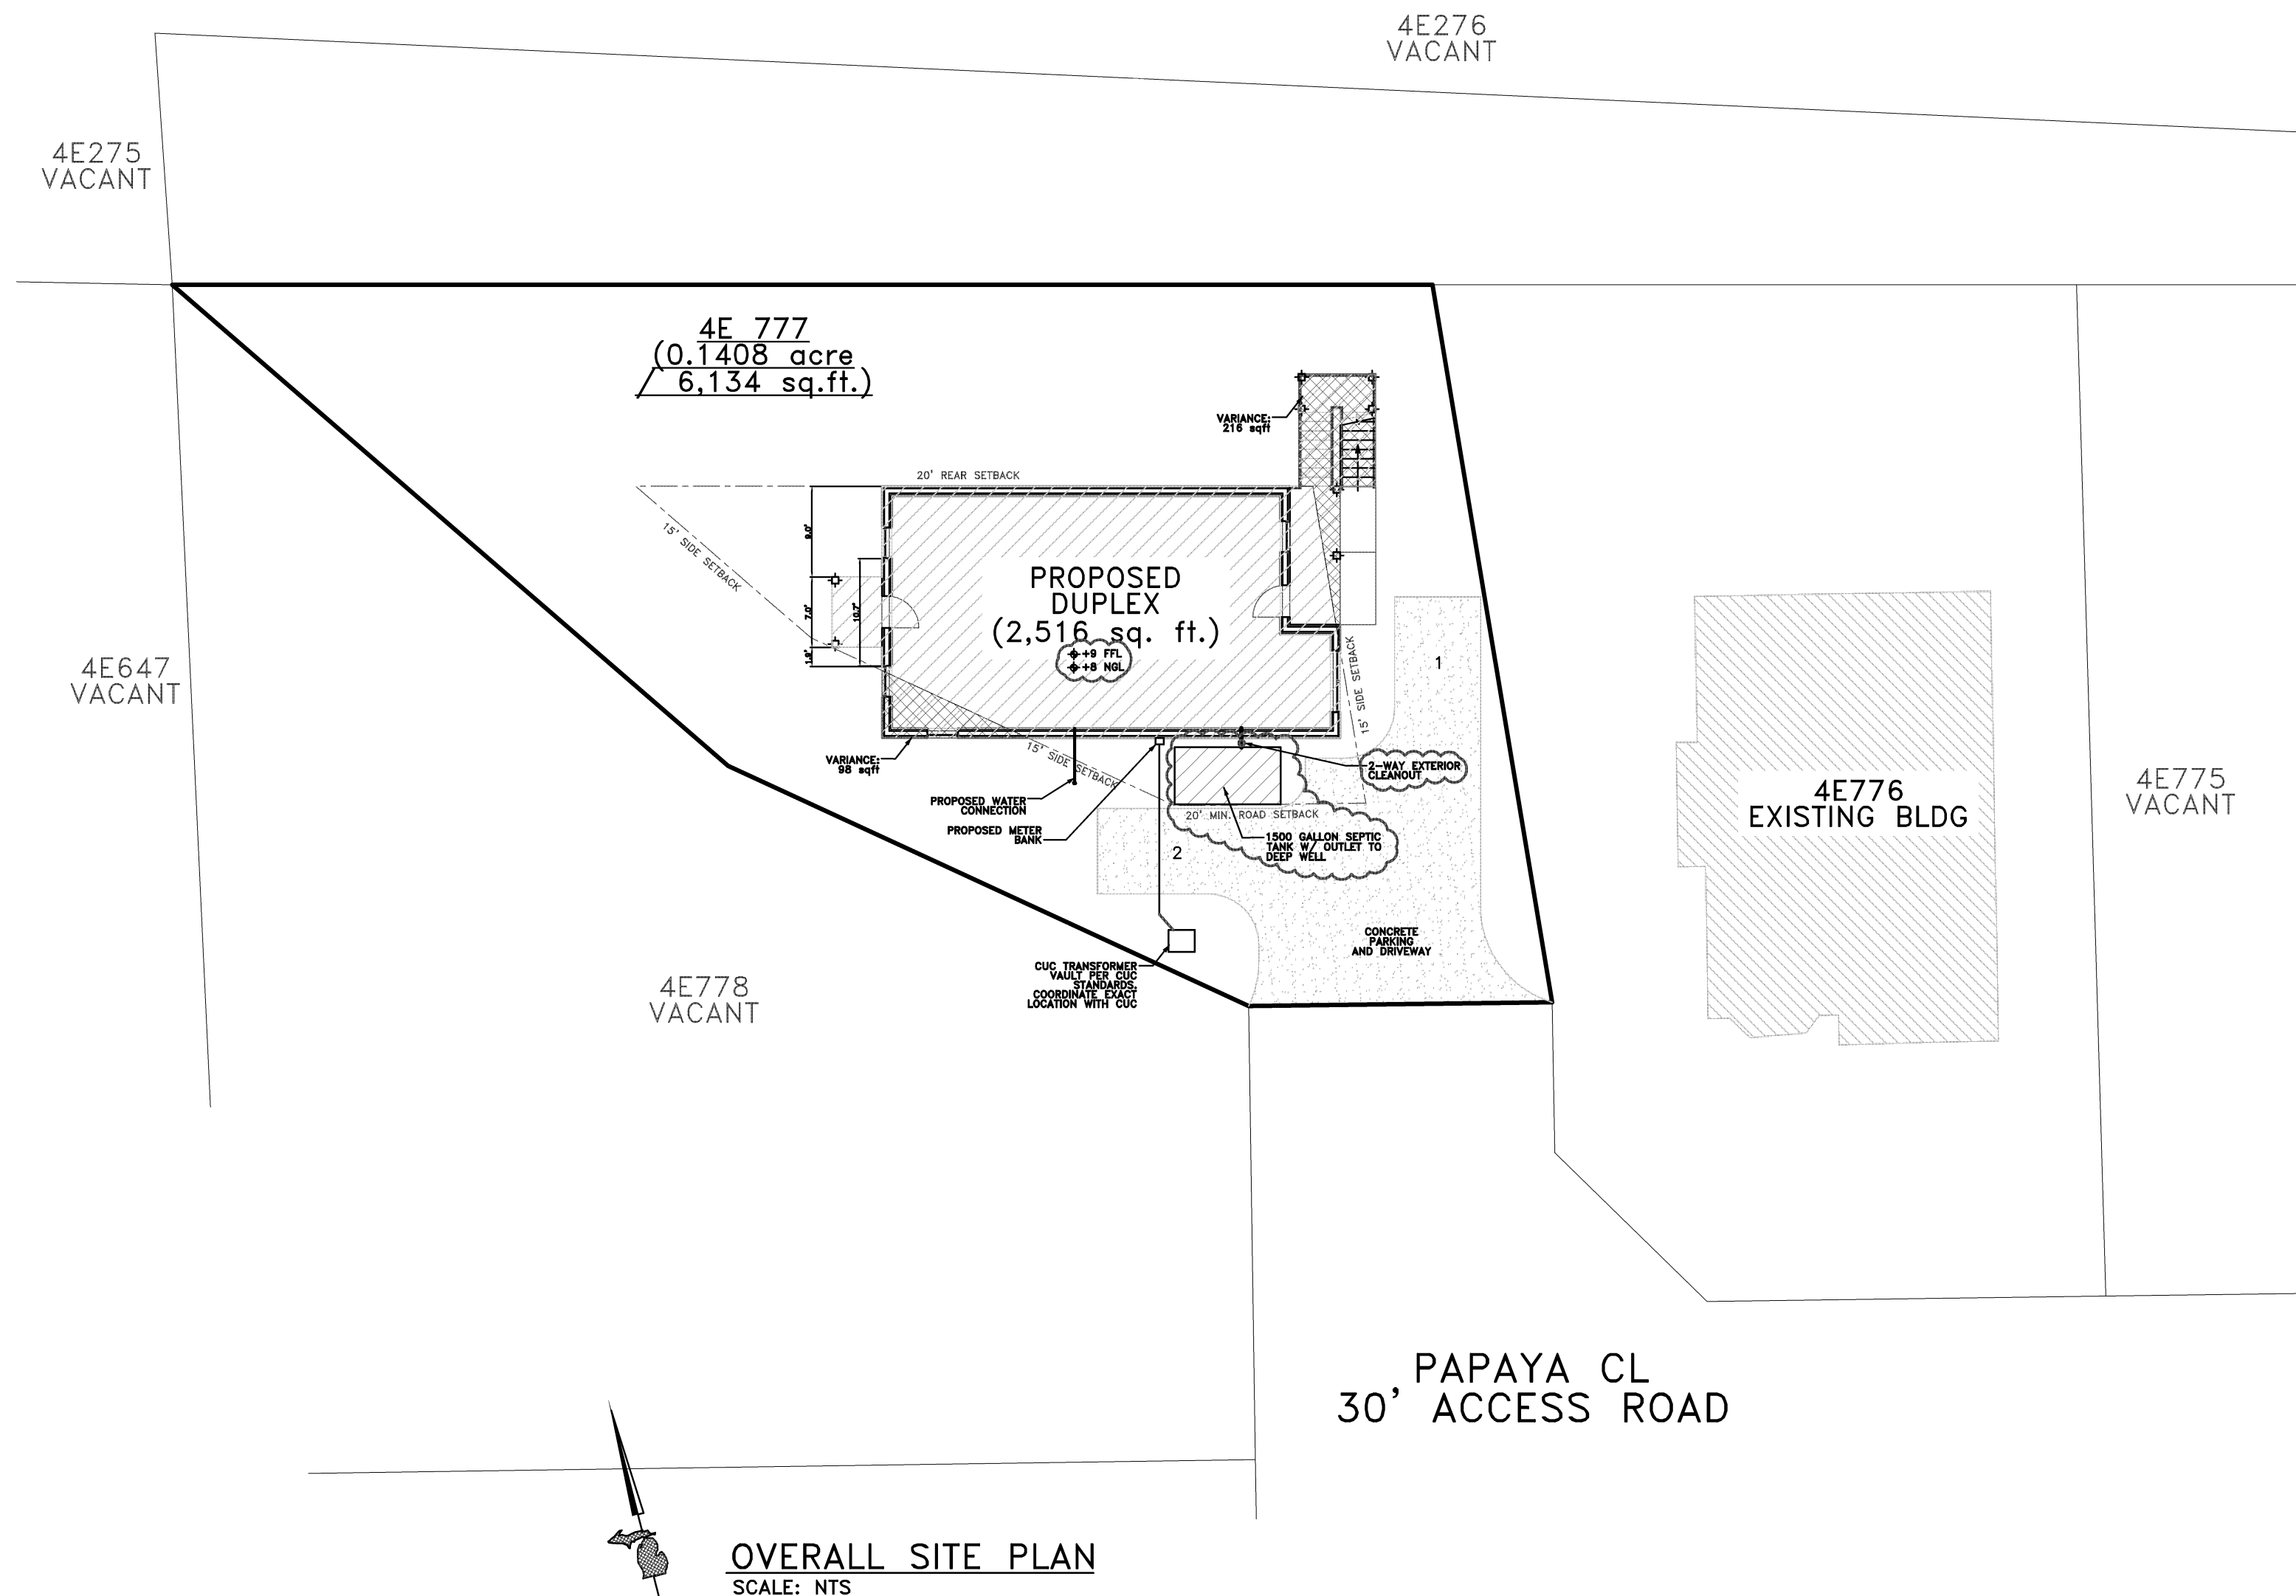 4E276
VACANT
4E275
VACANT
4E 777
(0.1408 acre
/ 6,134 sq.ft.)
VARIANCE:
216 sqft
20' REAR SETBACK
15' SIDE SETBACK
9.0'
7.0'
10.7'
1.9'
PROPOSED
DUPLEX
(2,516 sq. ft.)
+9 FFL
+8 NGL
15' SIDE SETBACK
1
4E647
VACANT
VARIANCE:
98 sqft
15' SIDE SETBACK
2-WAY EXTERIOR
CLEANOUT
PROPOSED WATER
CONNECTION
PROPOSED METER
BANK
20' MIN. ROAD SETBACK
1500 GALLON SEPTIC
TANK W/ OUTLET TO
DEEP WELL
2
4E776
EXISTING BLDG
4E775
VACANT
CONCRETE
PARKING
AND DRIVEWAY
CUC TRANSFORMER
VAULT PER CUC
STANDARDS.
COORDINATE EXACT
LOCATION WITH CUC
4E778
VACANT
PAPAYA CL
30' ACCESS ROAD
OVERALL SITE PLAN
SCALE: NTS